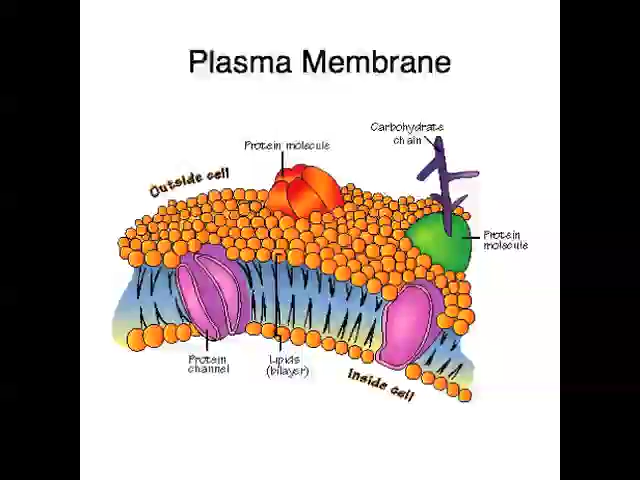 Plasma Membrane
Carbohydrate
chain
Protein molecule
Outside cell
Protein
molecule
Protein
channel
Lipids
(bilayer)
Inside cell